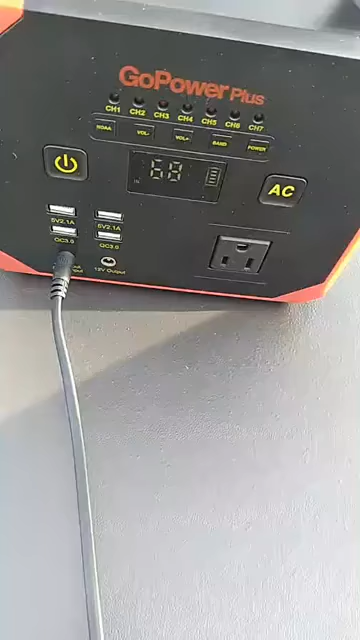 GoPower Plus
CH1 CH2 CH3 CH4 CH5 CH6 CH7
NOAA VOL- VOL+ BAND POWER
68
AC
5V2.1A 5V2.1A
QC3.0 QC3.0
12V Output